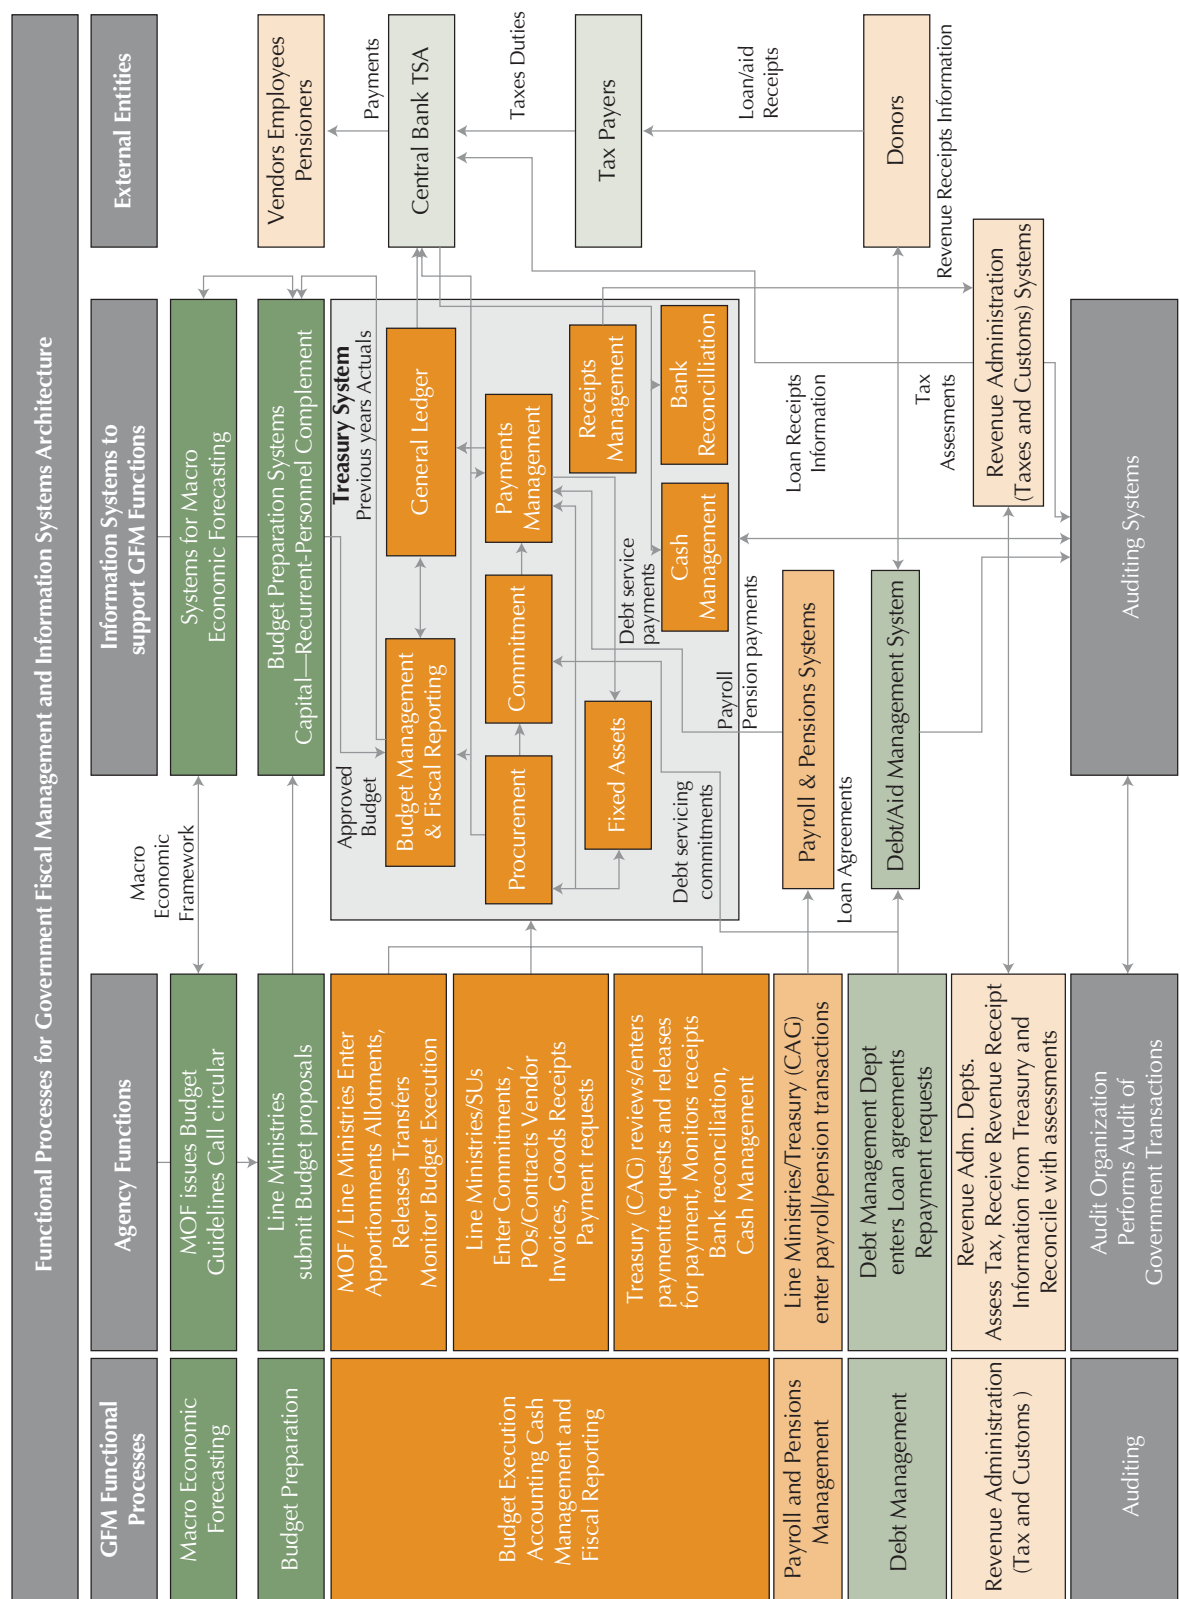 Functional Processes for Government Fiscal Management and Information Systems Architecture
GFM Functional
Processes
Agency Functions
Information Systems to
support GFM Functions
External Entities
Macro Economic
Forecasting
MOF issues Budget
Guidelines Call circular
Macro
Economic
Framework
Systems for Macro
Economic Forecasting
Budget Preparation
Line Ministries
submit Budget proposals
Budget Preparation Systems
Capital—Recurrent-Personnel Complement
Vendors Employees
Pensioners
Budget Execution
Accounting Cash
Management and
Fiscal Reporting
MOF / Line Ministries Enter
Apportionments Allotments,
Releases Transfers
Monitor Budget Execution
Line Ministries/SUs
Enter Commitments ,
POs/Contracts Vendor
Invoices, Goods Receipts
Payment requests
Treasury (CAG) reviews/enters
paymentre quests and releases
for payment, Monitors receipts
Bank reconciliation,
Cash Management
Approved
Budget
Treasury System
Previous years Actuals
Budget Management
& Fiscal Reporting
General Ledger
Procurement
Commitment
Payments
Management
Fixed Assets
Debt service
payments
Receipts
Management
Debt servicing
commitments
Cash
Management
Bank
Reconcilliation
Payments
Central Bank TSA
Taxes Duties
Tax Payers
Loan/aid
Receipts
Payroll and Pensions
Management
Line Ministries/Treasury (CAG)
enter payroll/pension transactions
Payroll
Pension payments
Payroll & Pensions Systems
Loan Receipts
Information
Debt Management
Debt Management Dept
enters Loan agreements
Repayment requests
Loan Agreements
Debt/Aid Management System
Donors
Revenue Administration
(Tax and Customs )
Revenue Adm. Depts.
Assess Tax, Receive Revenue Receipt
Information from Treasury and
Reconcile with assessments
Tax
Assesments
Revenue Receipts Information
Revenue Administration
(Taxes and Customs) Systems
Auditing
Audit Organization
Performs Audit of
Government Transactions
Auditing Systems